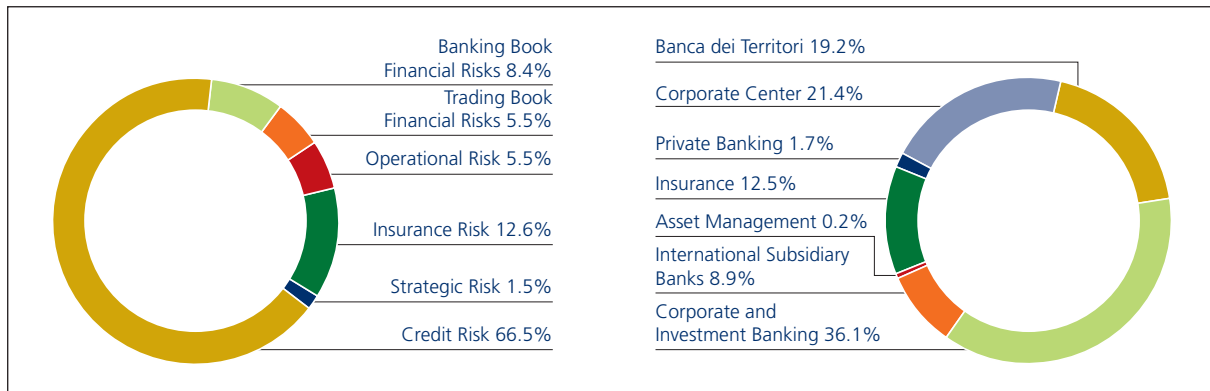 Banking Book
Financial Risks 8.4%
Trading Book
Financial Risks 5.5%
Operational Risk 5.5%
Insurance Risk 12.6%
Strategic Risk 1.5%
Credit Risk 66.5%
Banca dei Territori 19.2%
Corporate Center 21.4%
Private Banking 1.7%
Insurance 12.5%
Asset Management 0.2%
International Subsidiary
Banks 8.9%
Corporate and
Investment Banking 36.1%